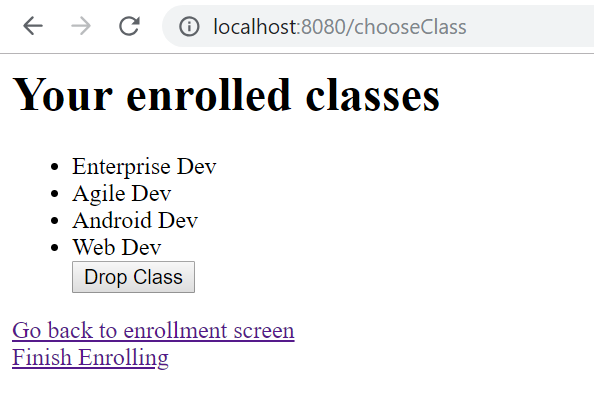 localhost:8080/chooseClass
Your enrolled classes
Enterprise Dev
Agile Dev
Android Dev
Web Dev
Drop Class
Go back to enrollment screen
Finish Enrolling